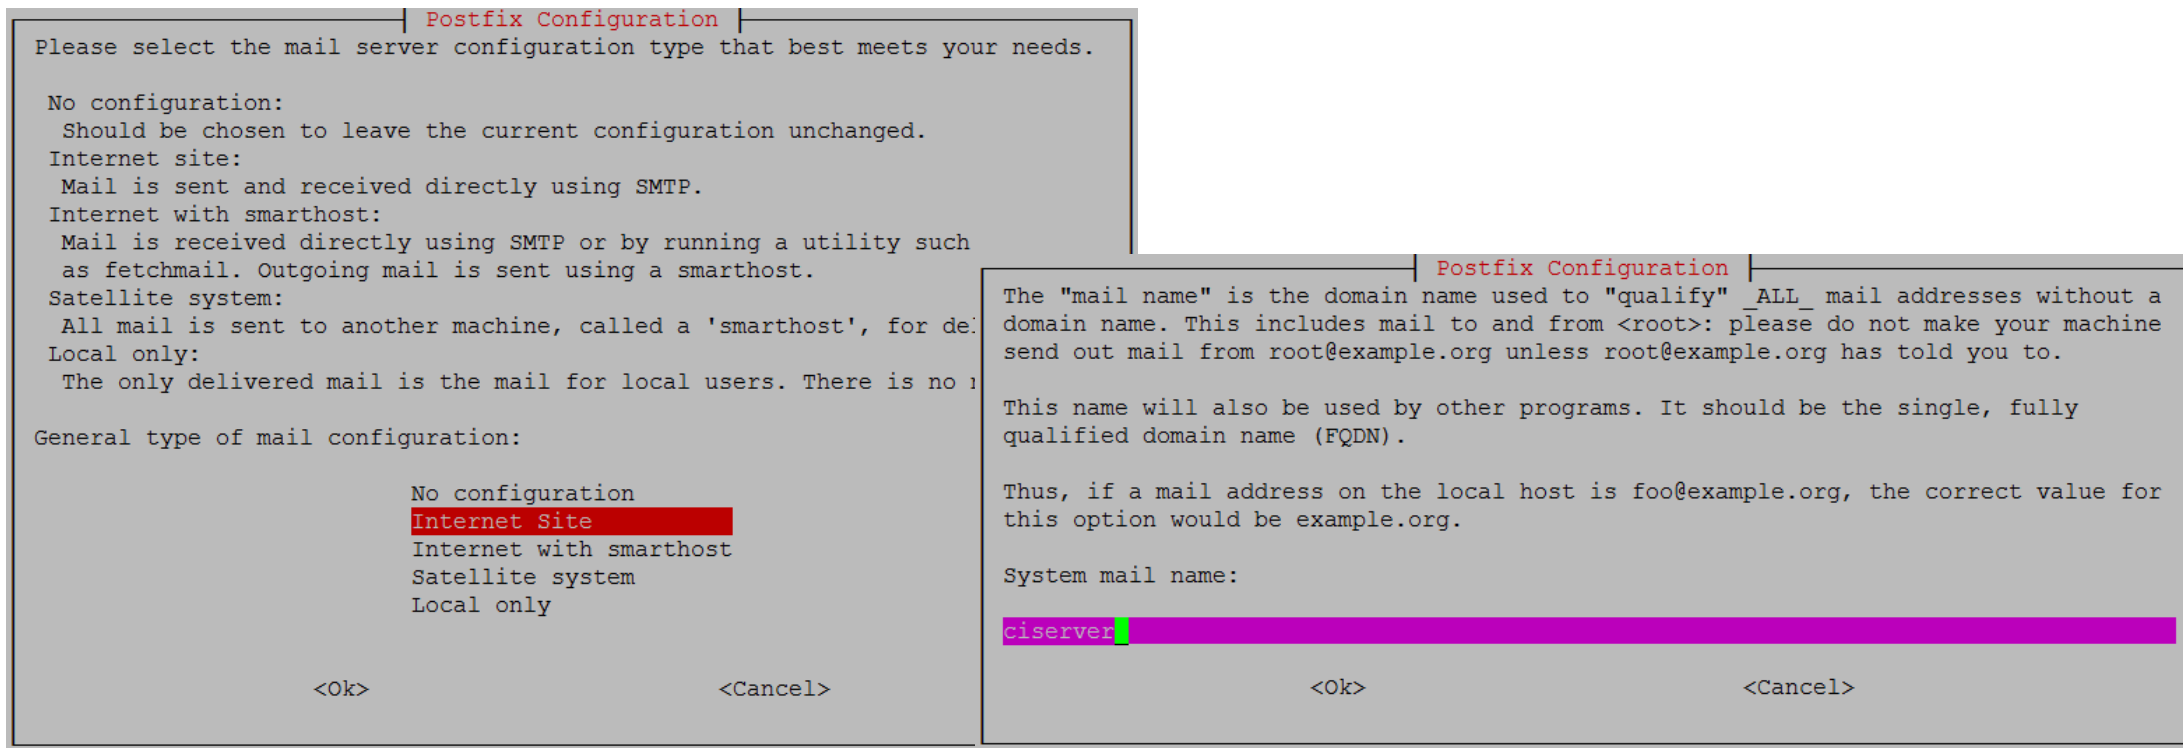 Postfix Configuration
Please select the mail server configuration type that best meets your needs.
No configuration:
Should be chosen to leave the current configuration unchanged.
Internet site:
Mail is sent and received directly using SMTP.
Internet with smarthost:
Mail is received directly using SMTP or by running a utility such
as fetchmail. Outgoing mail is sent using a smarthost.
Satellite system:
All mail is sent to another machine, called a 'smarthost', for
Local only:
The only delivered mail is the mail for local users. There is no
General type of mail configuration:
No configuration
Internet Site
Internet with smarthost
Satellite system
Local only
<Ok> <Cancel>
Postfix Configuration
The "mail name" is the domain name used to "qualify" _ALL_ mail addresses without a
domain name. This includes mail to and from <root>: please do not make your machine
send out mail from root@example.org unless root@example.org has told you to.
This name will also be used by other programs. It should be the single, fully
qualified domain name (FQDN).
Thus, if a mail address on the local host is foo@example.org, the correct value for
this option would be example.org.
System mail name:
ciserver
<Ok> <Cancel>